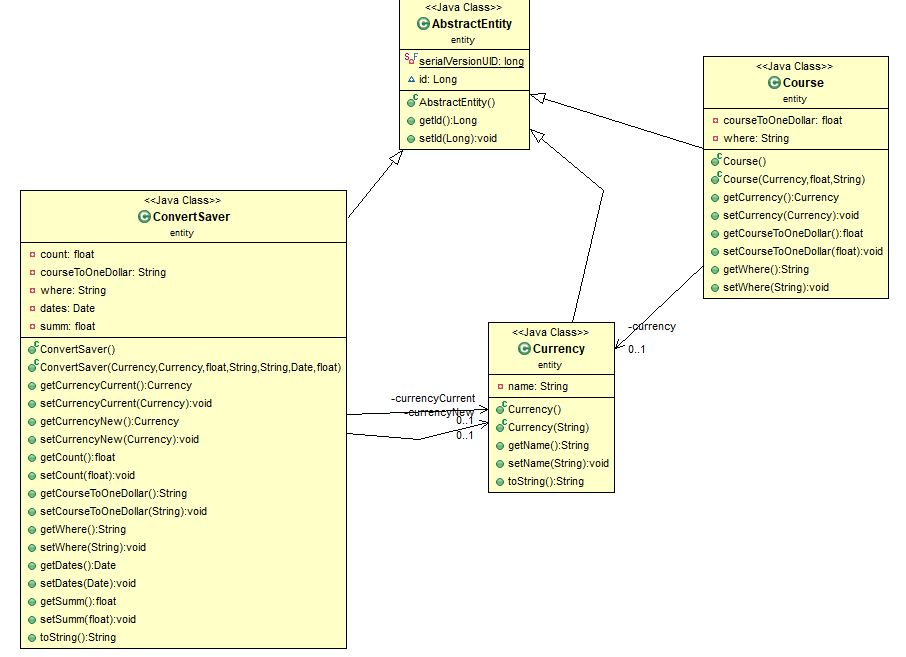 <<Java Class>>
AbstractEntity
entity
serialVersionUID: long
id: Long
AbstractEntity()
getId():Long
setId(Long):void
<<Java Class>>
Course
entity
courseToOneDollar: float
where: String
Course()
Course(Currency,float,String)
getCurrency():Currency
setCurrency(Currency):void
getCourseToOneDollar():float
setCourseToOneDollar(float):void
getWhere():String
setWhere(String):void
<<Java Class>>
ConvertSaver
entity
count: float
courseToOneDollar: String
where: String
dates: Date
summ: float
ConvertSaver()
ConvertSaver(Currency,Currency,float,String,String,Date,float)
getCurrencyCurrent():Currency
setCurrencyCurrent(Currency):void
getCurrencyNew():Currency
setCurrencyNew(Currency):void
getCount():float
setCount(float):void
getCourseToOneDollar():String
setCourseToOneDollar(String):void
getWhere():String
setWhere(String):void
getDates():Date
setDates(Date):void
getSumm():float
setSumm(float):void
toString():String
-currencyCurrent
-currencyNew
0..1
0..1
<<Java Class>>
Currency
entity
name: String
Currency()
Currency(String)
getName():String
setName(String):void
toString():String
-currency
0..1